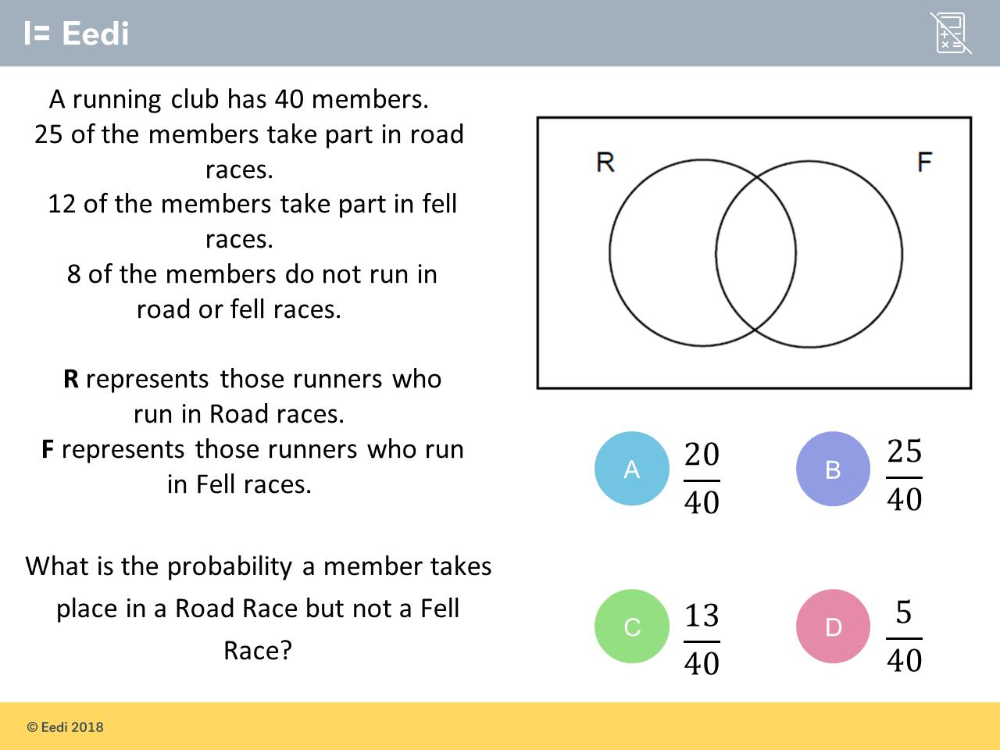 Eedi
A running club has 40 members.
25 of the members take part in road
races.
12 of the members take part in fell
races.
8 of the members do not run in
road or fell races.
R represents those runners who
run in Road races.
F represents those runners who run
in Fell races.
What is the probability a member takes
place in a Road Race but not a Fell
Race?
R F
A 20/40
B 25/40
C 13/40
D 5/40
© Eedi 2018